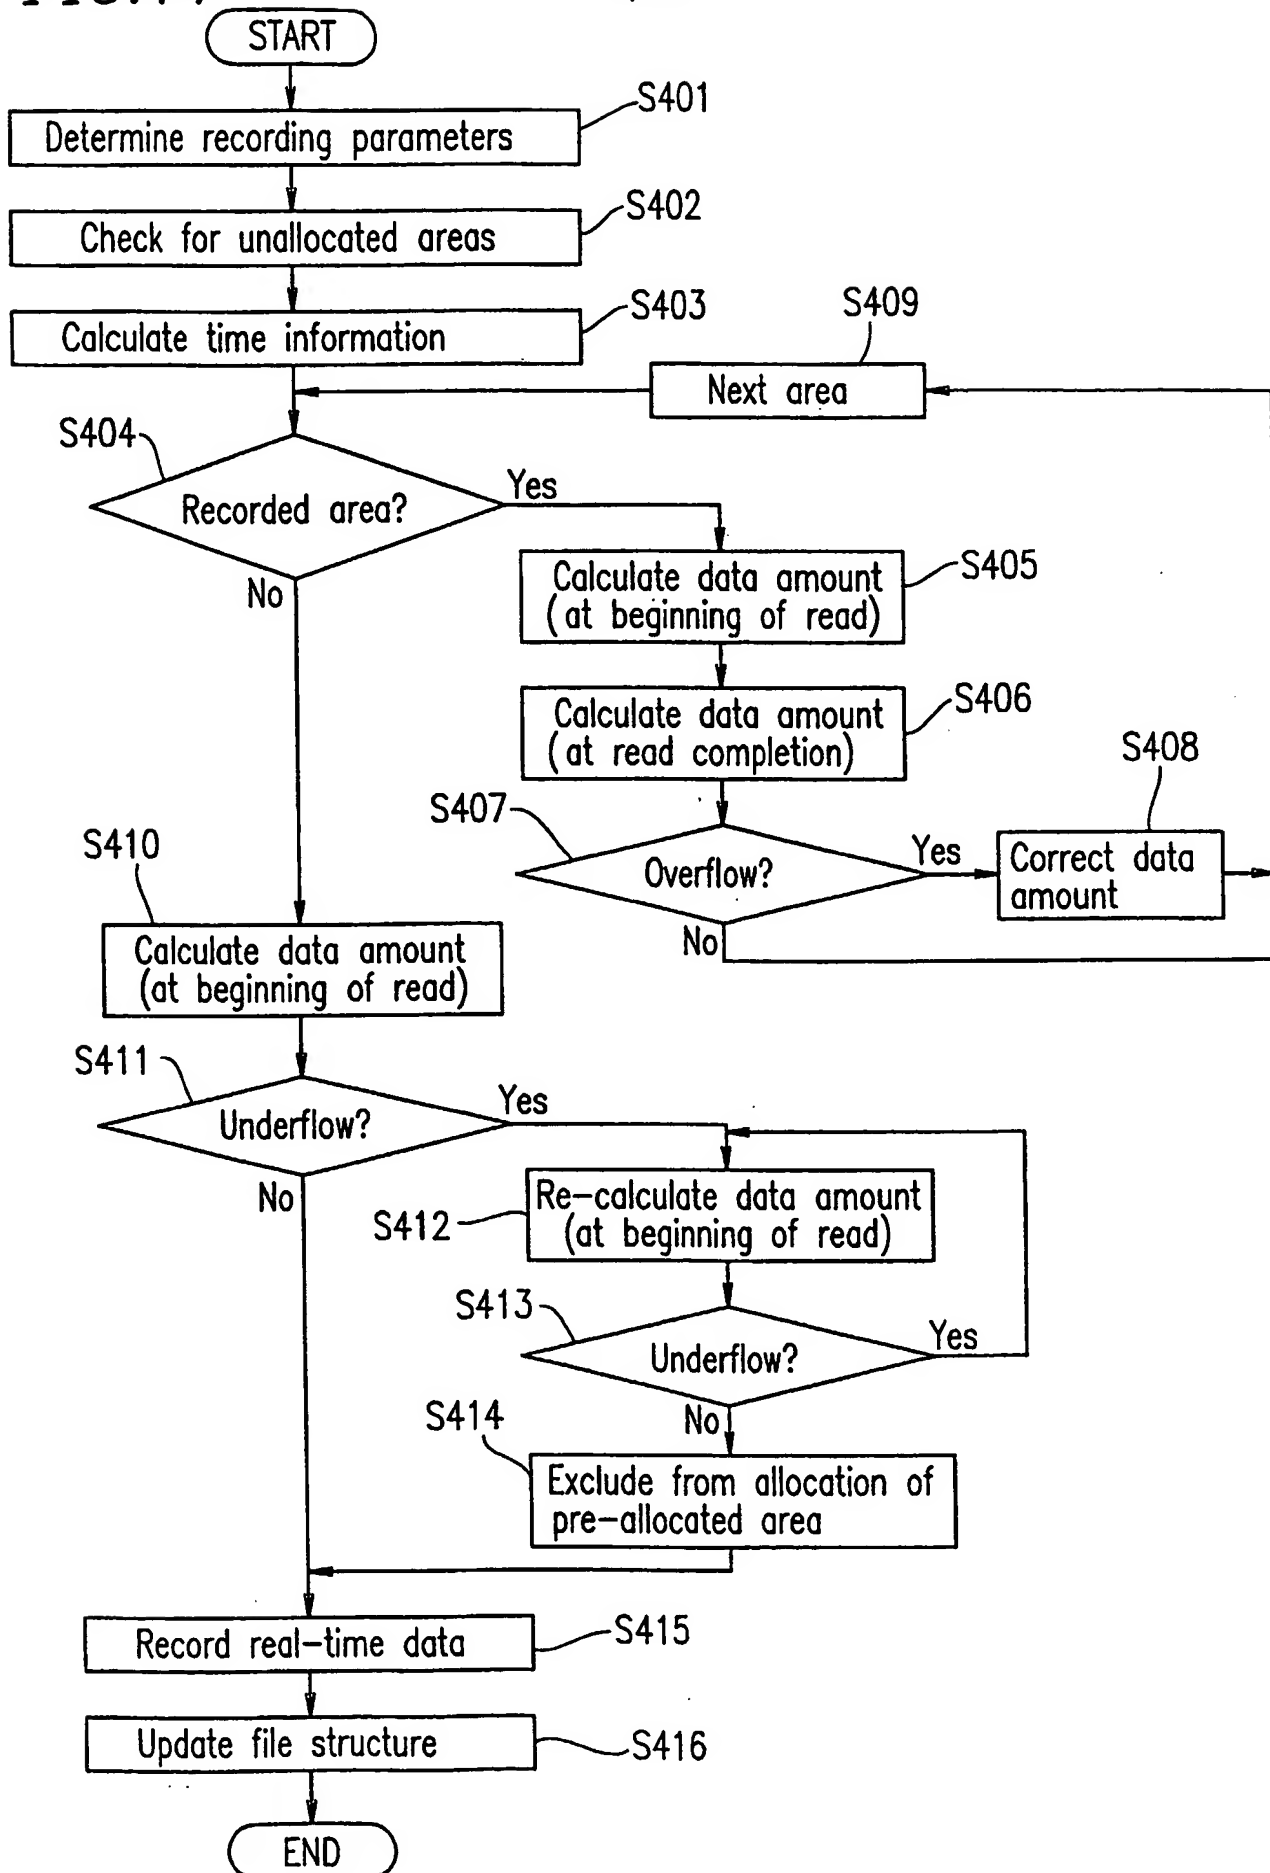 START
S401
Determine recording parameters
S402
Check for unallocated areas
S403
Calculate time information
S409
Next area
S404
Recorded area?
Yes
No
S405
Calculate data amount
(at beginning of read)
S406
Calculate data amount
(at read completion)
S408
S407
Overflow?
Yes
Correct data
amount
No
S410
Calculate data amount
(at beginning of read)
S411
Underflow?
Yes
No
S412
Re-calculate data amount
(at beginning of read)
S413
Underflow?
Yes
No
S414
Exclude from allocation of
pre-allocated area
Record real-time data
S415
Update file structure
S416
END